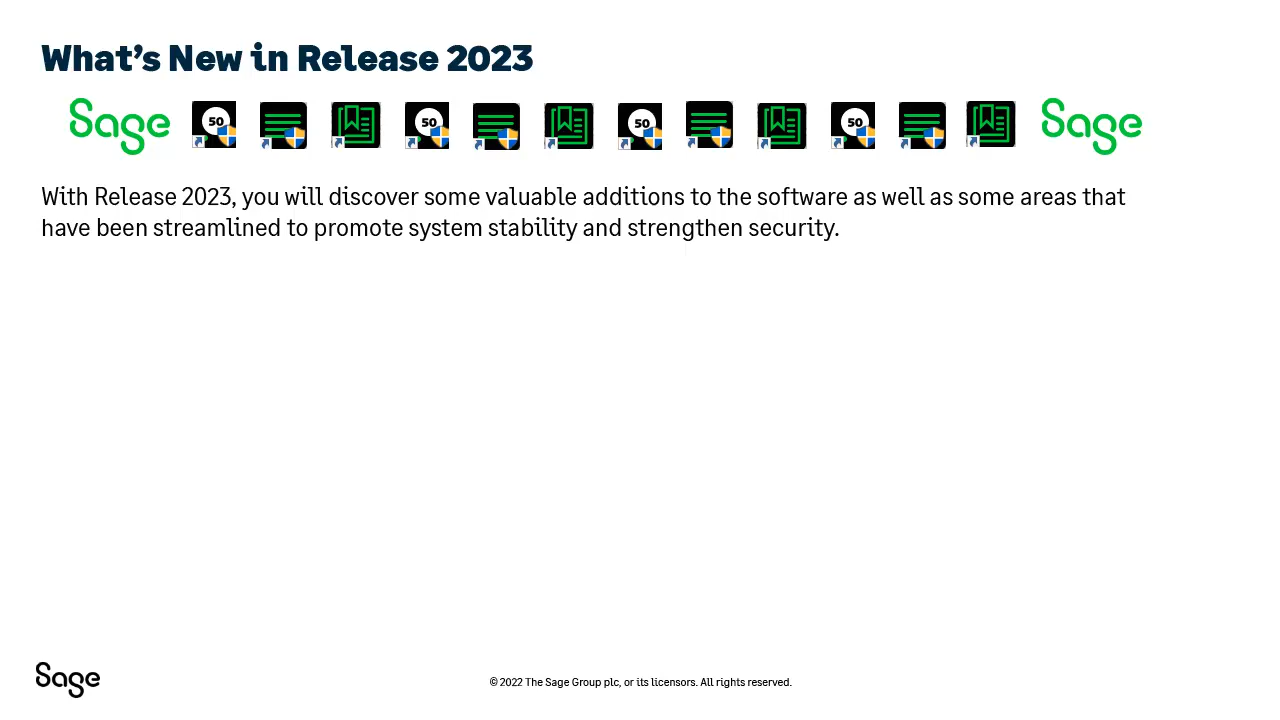 What's New in Release 2023
Sage 50 50 50 50 Sage
With Release 2023, you will discover some valuable additions to the software as well as some areas that
have been streamlined to promote system stability and strengthen security.
Sage
© 2022 The Sage Group plc, or its licensors. All rights reserved.